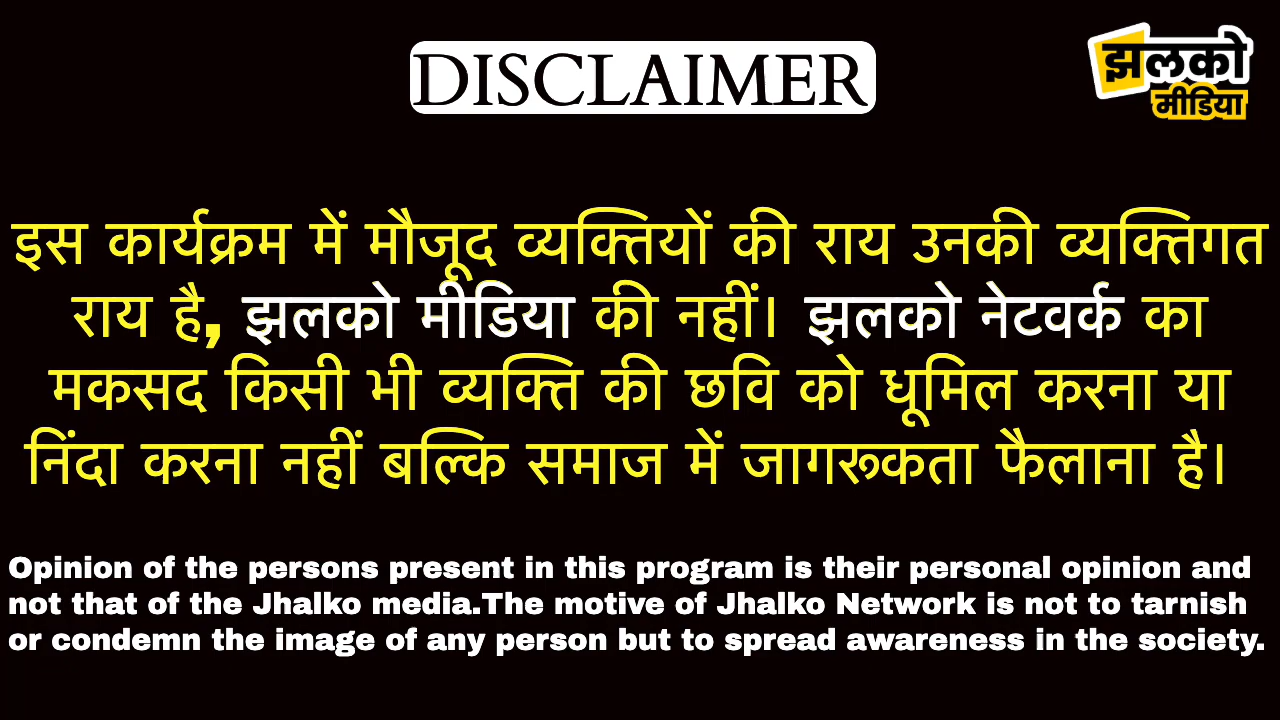 DISCLAIMER
झलको
मीडिया
इस कार्यक्रम में मौजूद व्यक्तियों की राय उनकी व्यक्तिगत
राय है, झलको मीडिया की नहीं। झलको नेटवर्क का
मकसद किसी भी व्यक्ति की छवि को धूमिल करना या
निंदा करना नहीं बल्कि समाज में जागरूकता फैलाना है।
Opinion of the persons present in this program is their personal opinion and
not that of the Jhalko media.The motive of Jhalko Network is not to tarnish
or condemn the image of any person but to spread awareness in the society.